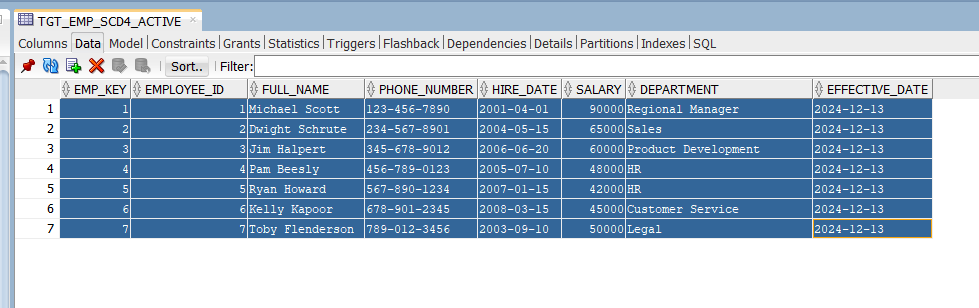 TGT_EMP_SCD4_ACTIVE
Columns Data Model Constraints Grants Statistics Triggers Flashback Dependencies Details Partitions Indexes SQL
Sort.. Filter:
EMP_KEY EMPLOYEE_ID FULL_NAME PHONE_NUMBER HIRE_DATE SALARY DEPARTMENT EFFECTIVE_DATE
1 1 1 Michael Scott 123-456-7890 2001-04-01 90000 Regional Manager 2024-12-13
2 2 2 Dwight Schrute 234-567-8901 2004-05-15 65000 Sales 2024-12-13
3 3 3 Jim Halpert 345-678-9012 2006-06-20 60000 Product Development 2024-12-13
4 4 4 Pam Beesly 456-789-0123 2005-07-10 48000 HR 2024-12-13
5 5 5 Ryan Howard 567-890-1234 2007-01-15 42000 HR 2024-12-13
6 6 6 Kelly Kapoor 678-901-2345 2008-03-15 45000 Customer Service 2024-12-13
7 7 7 Toby Flenderson 789-012-3456 2003-09-10 50000 Legal 2024-12-13